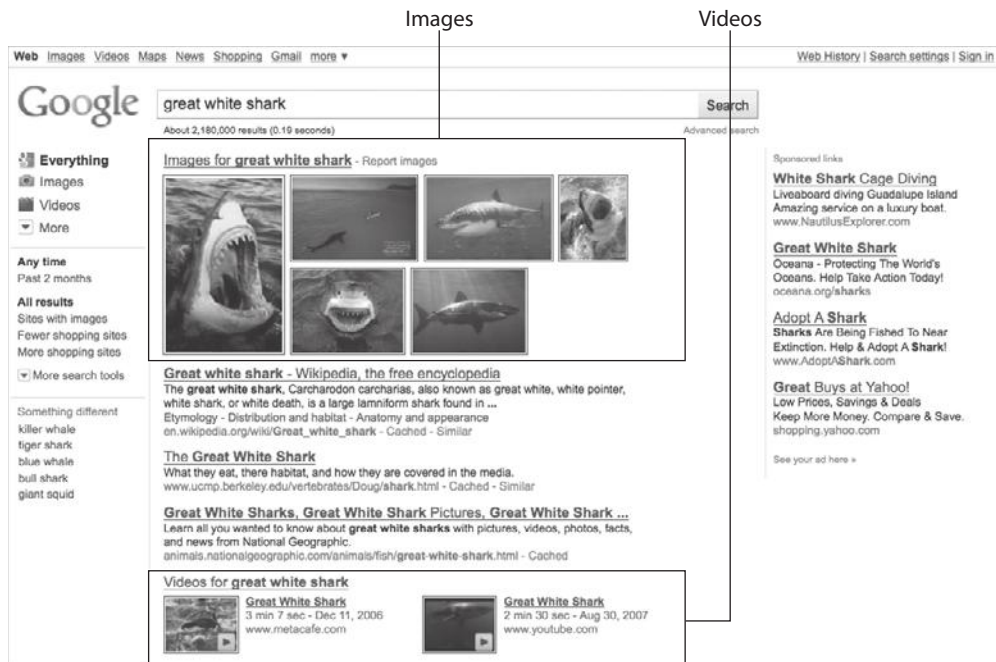 Images
Videos
Web Images Videos Maps News Shopping Gmail more ▼
Web History | Search settings | Sign in
Google
great white shark
Search
About 2,180,000 results (0.19 seconds)
Advanced search
Everything
Images
Videos
More
Any time
Past 2 months
All results
Sites with images
Fewer shopping sites
More shopping sites
More search tools
Something different
killer whale
tiger shark
blue whale
bull shark
giant squid
Images for great white shark - Report images
Great white shark - Wikipedia, the free encyclopedia
The great white shark, Carcharodon carcharias, also known as great white, white pointer,
white shark, or white death, is a large lamniform shark found in ...
Etymology - Distribution and habitat - Anatomy and appearance
en.wikipedia.org/wiki/Great_white_shark - Cached - Similar
The Great White Shark
What they eat, there habitat, and how they are covered in the media.
www.ucmp.berkeley.edu/vertebrates/Doug/shark.html - Cached - Similar
Great White Sharks, Great White Shark Pictures, Great White Shark ...
Learn all you wanted to know about great white sharks with pictures, videos, photos, facts,
and news from National Geographic.
animals.nationalgeographic.com/animals/fish/great-white-shark.html - Cached
Videos for great white shark
Great White Shark
3 min 7 sec - Dec 11, 2006
www.metacafe.com
Great White Shark
2 min 30 sec - Aug 30, 2007
www.youtube.com
Sponsored links
White Shark Cage Diving
Liveaboard diving Guadalupe Island
Amazing service on a luxury boat.
www.NautilusExplorer.com
Great White Shark
Oceana - Protecting The World's
Oceans. Help Take Action Today!
oceana.org/sharks
Adopt A Shark
Sharks Are Being Fished To Near
Extinction. Help & Adopt A Shark!
www.AdoptAShark.com
Great Buys at Yahoo!
Low Prices, Savings & Deals
Keep More Money. Compare & Save.
shopping.yahoo.com
See your ad here »